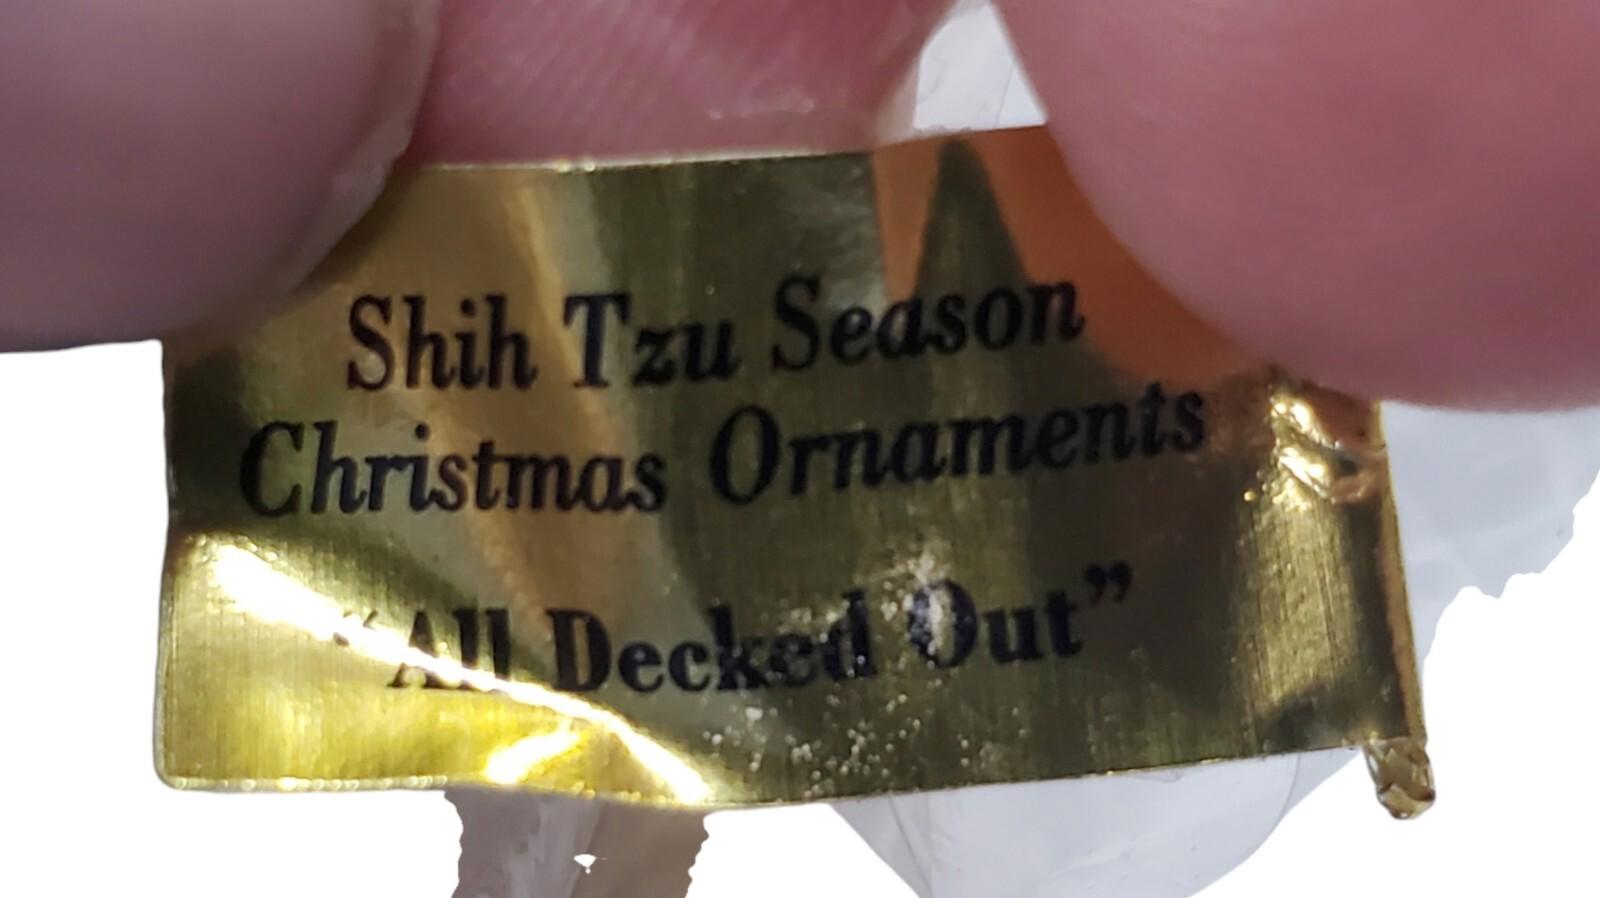 Shih Tzu Season
Christmas Ornaments
“All Decked Out”